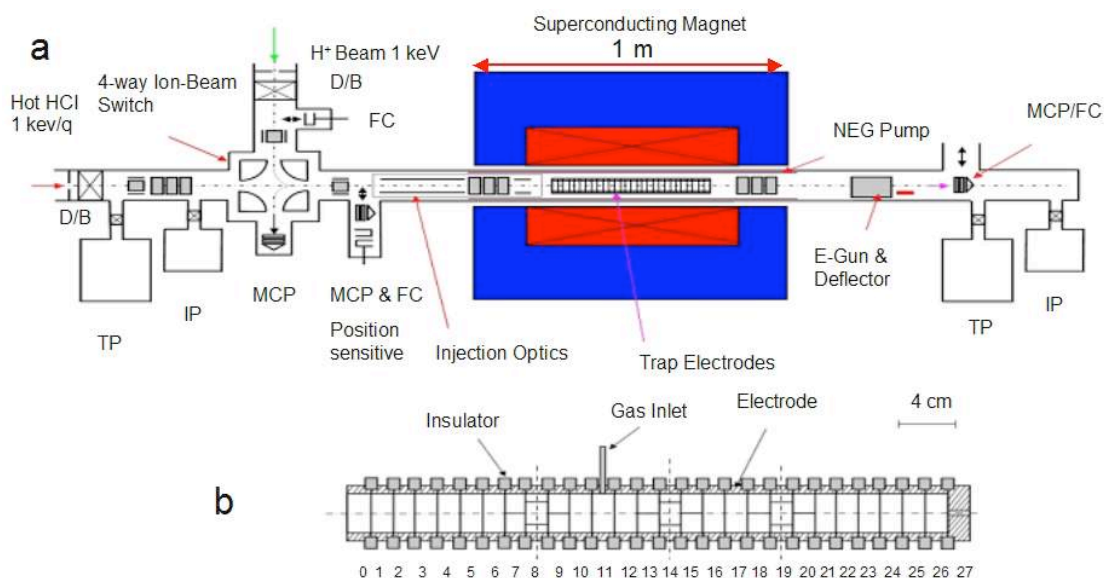 a
Superconducting Magnet
1 m
H⁺ Beam 1 keV
D/B
4-way Ion-Beam
Switch
Hot HCI
1 kev/q
FC
NEG Pump
MCP/FC
D/B
TP
IP
MCP
MCP & FC
Position
sensitive
Injection Optics
Trap Electrodes
E-Gun &
Deflector
TP
IP
b
Insulator
Gas Inlet
Electrode
4 cm
0 1 2 3 4 5 6 7 8 9 10 11 12 13 14 15 16 17 18 19 20 21 22 23 24 25 26 27